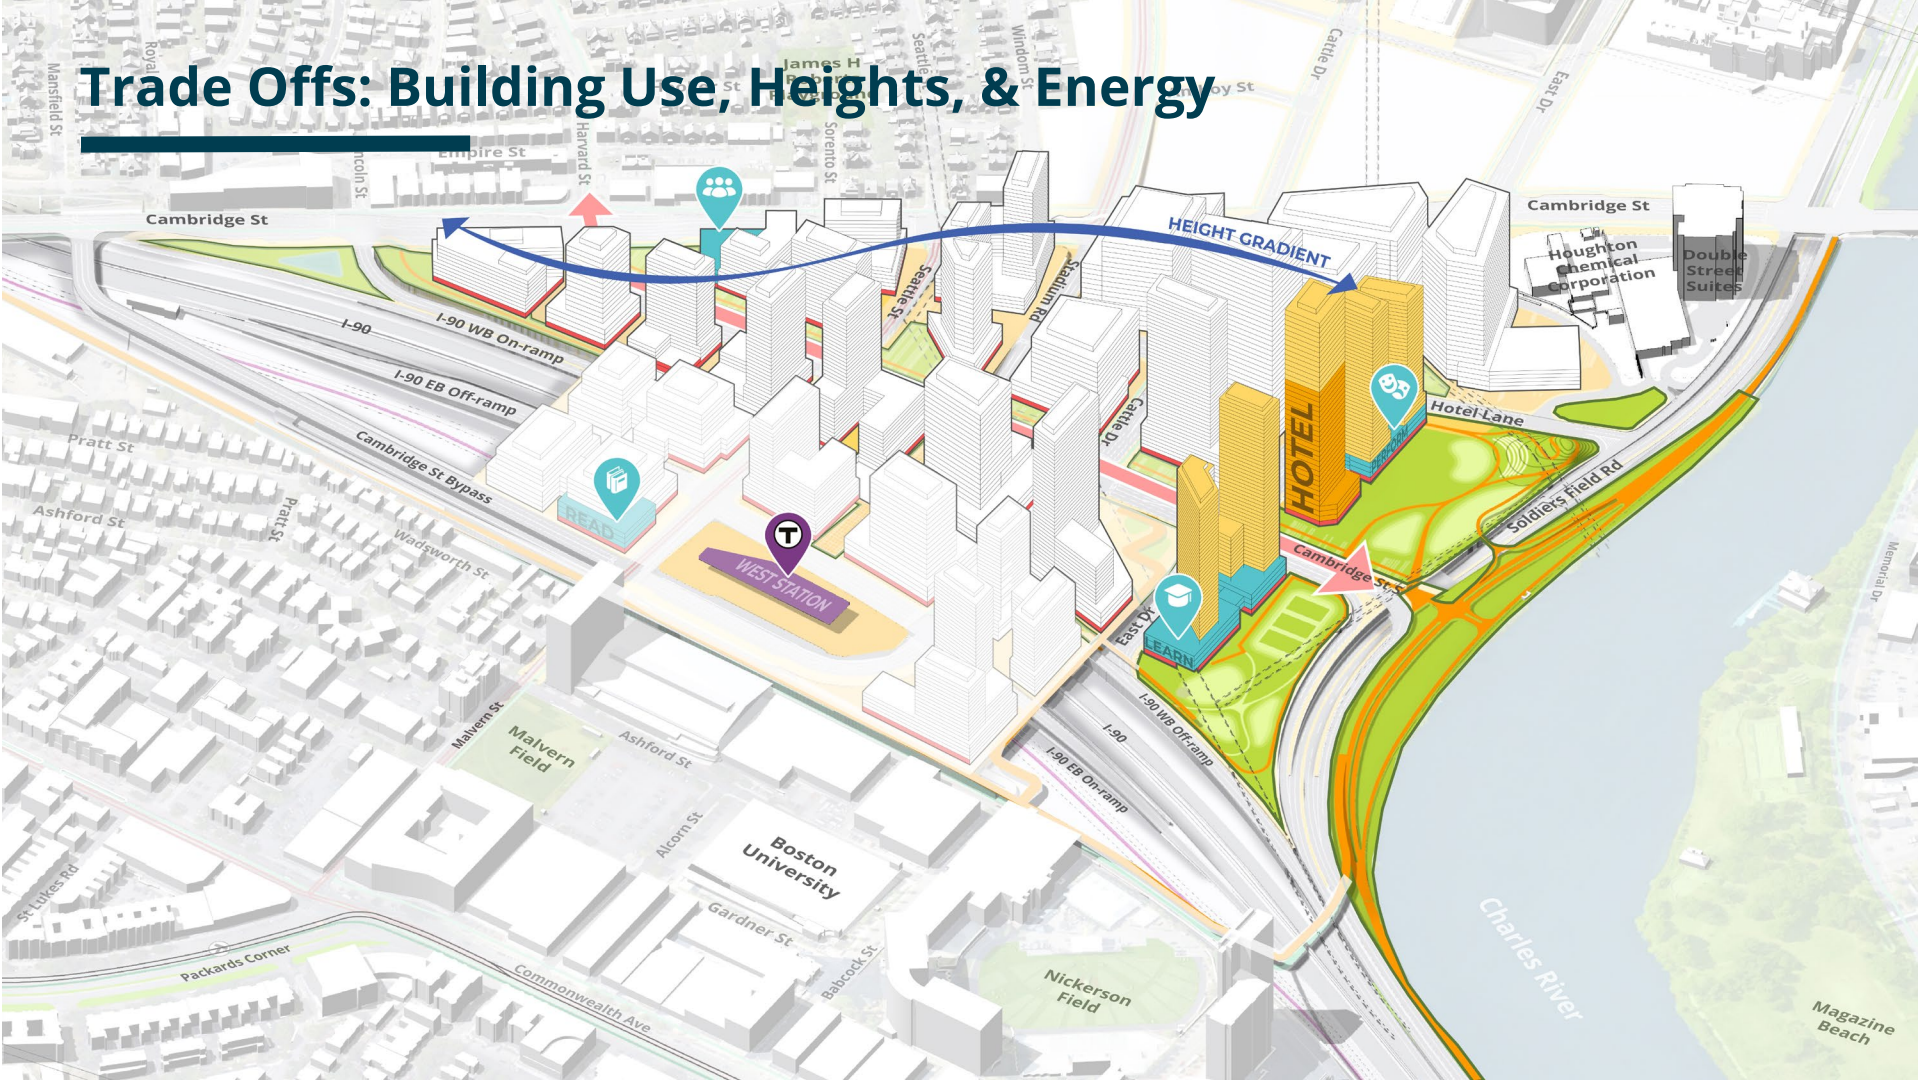 Trade Offs: Building Use, Heights, & Energy
James H
Mansfield St
Lincoln St
Empire St
Harvard St
Sorento St
Seattle
Windom St
Cattle Dr
East Dr
Cambridge St
Cambridge St
HEIGHT GRADIENT
Houghton
Chemical
Corporation
Double
Street
Suites
Seattle St
Stadium Rd
I-90
I-90 WB On-ramp
I-90 EB Off-ramp
Cambridge St Bypass
Cattle Dr
Hotel Lane
HOTEL
PERFORM
Soldiers Field Rd
Pratt St
Ashford St
Pratt St
Wadsworth St
READ
T
WEST STATION
Cambridge St
East Dr
LEARN
Memorial Dr
Malvern St
Malvern
Field
Ashford St
I-90 WB Off-ramp
I-90
I-90 EB On-ramp
Alcorn St
Boston
University
St Lukes Rd
Gardner St
Babcock St
Packards Corner
Commonwealth Ave
Nickerson
Field
Charles River
Magazine
Beach